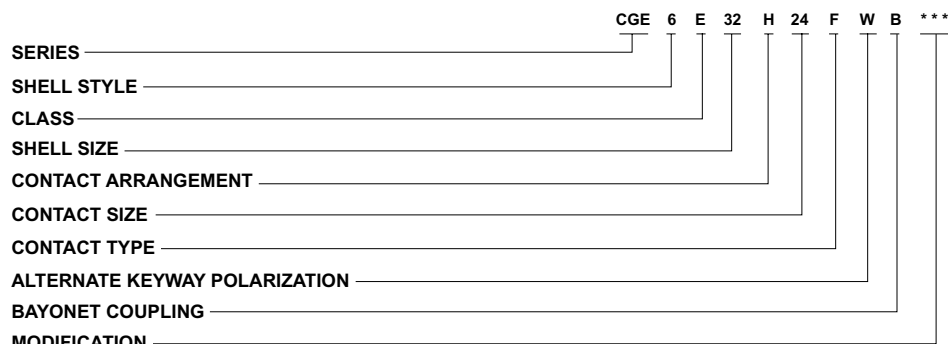 CGE 6 E 32 H 24 F W B ***
SERIES
SHELL STYLE
CLASS
SHELL SIZE
CONTACT ARRANGEMENT
CONTACT SIZE
CONTACT TYPE
ALTERNATE KEYWAY POLARIZATION
BAYONET COUPLING
MODIFICATION